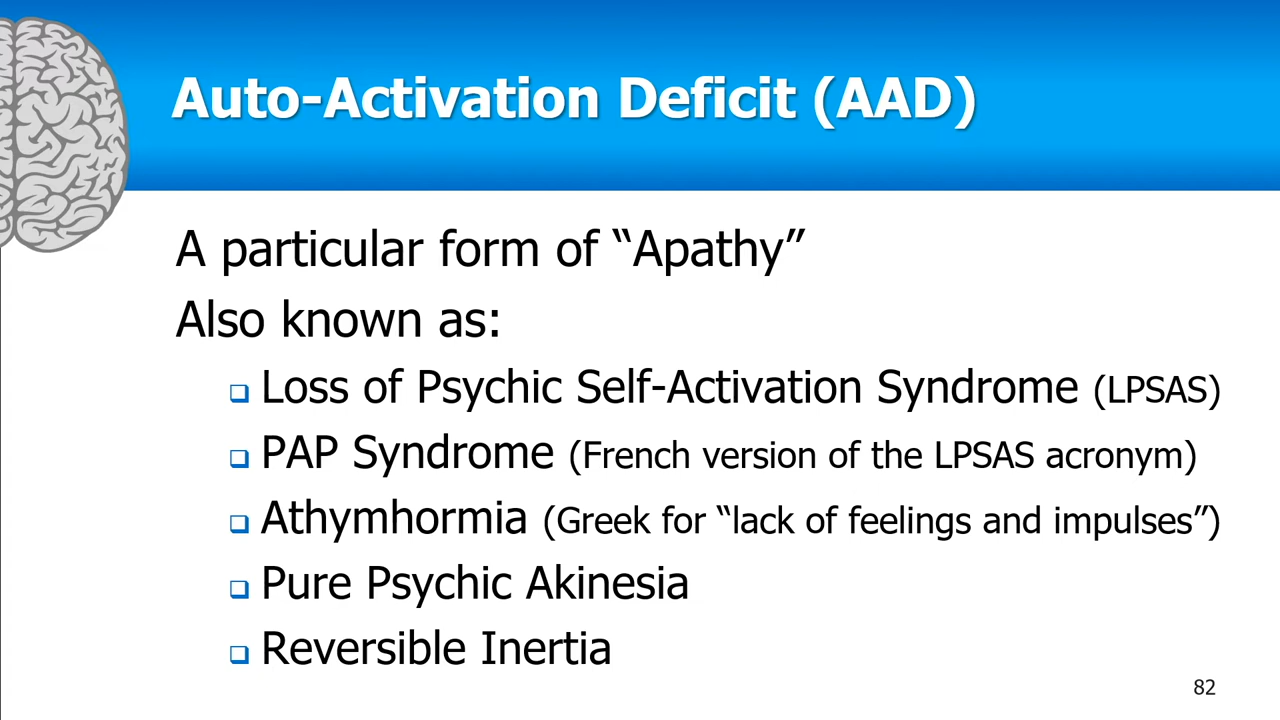 Auto-Activation Deficit (AAD)
A particular form of “Apathy”
Also known as:
❑ Loss of Psychic Self-Activation Syndrome (LPSAS)
❑ PAP Syndrome (French version of the LPSAS acronym)
❑ Athymhormia (Greek for “lack of feelings and impulses”)
❑ Pure Psychic Akinesia
❑ Reversible Inertia
82